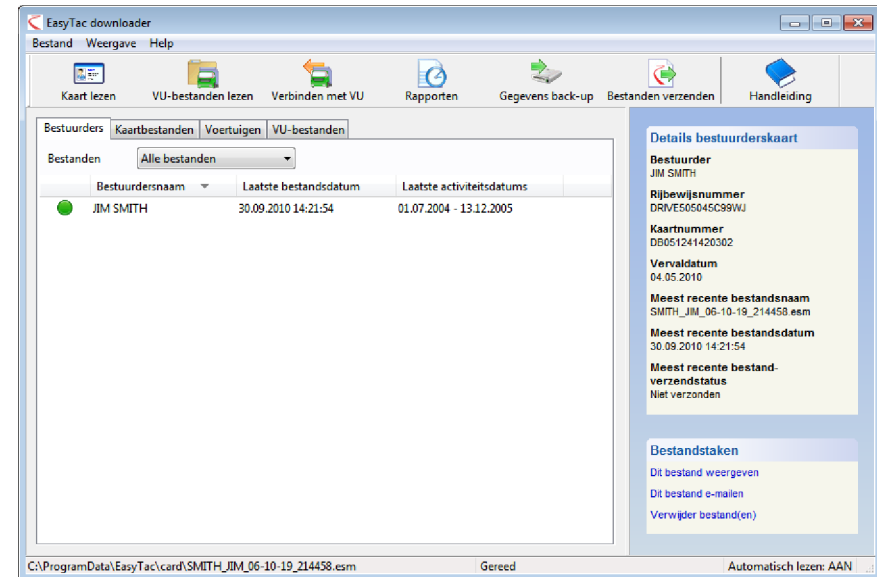 EasyTac downloader
Bestand Weergave Help
Kaart lezen VU-bestanden lezen Verbinden met VU Rapporten Gegevens back-up Bestanden verzenden Handleiding
Bestuurders Kaartbestanden Voertuigen VU-bestanden
Bestanden Alle bestanden
Bestuurdersnaam Laatste bestandsdatum Laatste activiteitsdatums
JIM SMITH 30.09.2010 14:21:54 01.07.2004 - 13.12.2005
Details bestuurderskaart
Bestuurder
JIM SMITH
Rijbewijsnummer
DRIVE505045C99WJ
Kaartnummer
DB051241420302
Vervaldatum
04.05.2010
Meest recente bestandsnaam
SMITH_JIM_06-10-19_214458.esm
Meest recente bestandsdatum
30.09.2010 14:21:54
Meest recente bestand-
verzendstatus
Niet verzonden
Bestandstaken
Dit bestand weergeven
Dit bestand e-mailen
Verwijder bestand(en)
C:\ProgramData\EasyTac\card\SMITH_JIM_06-10-19_214458.esm Gereed Automatisch lezen: AAN